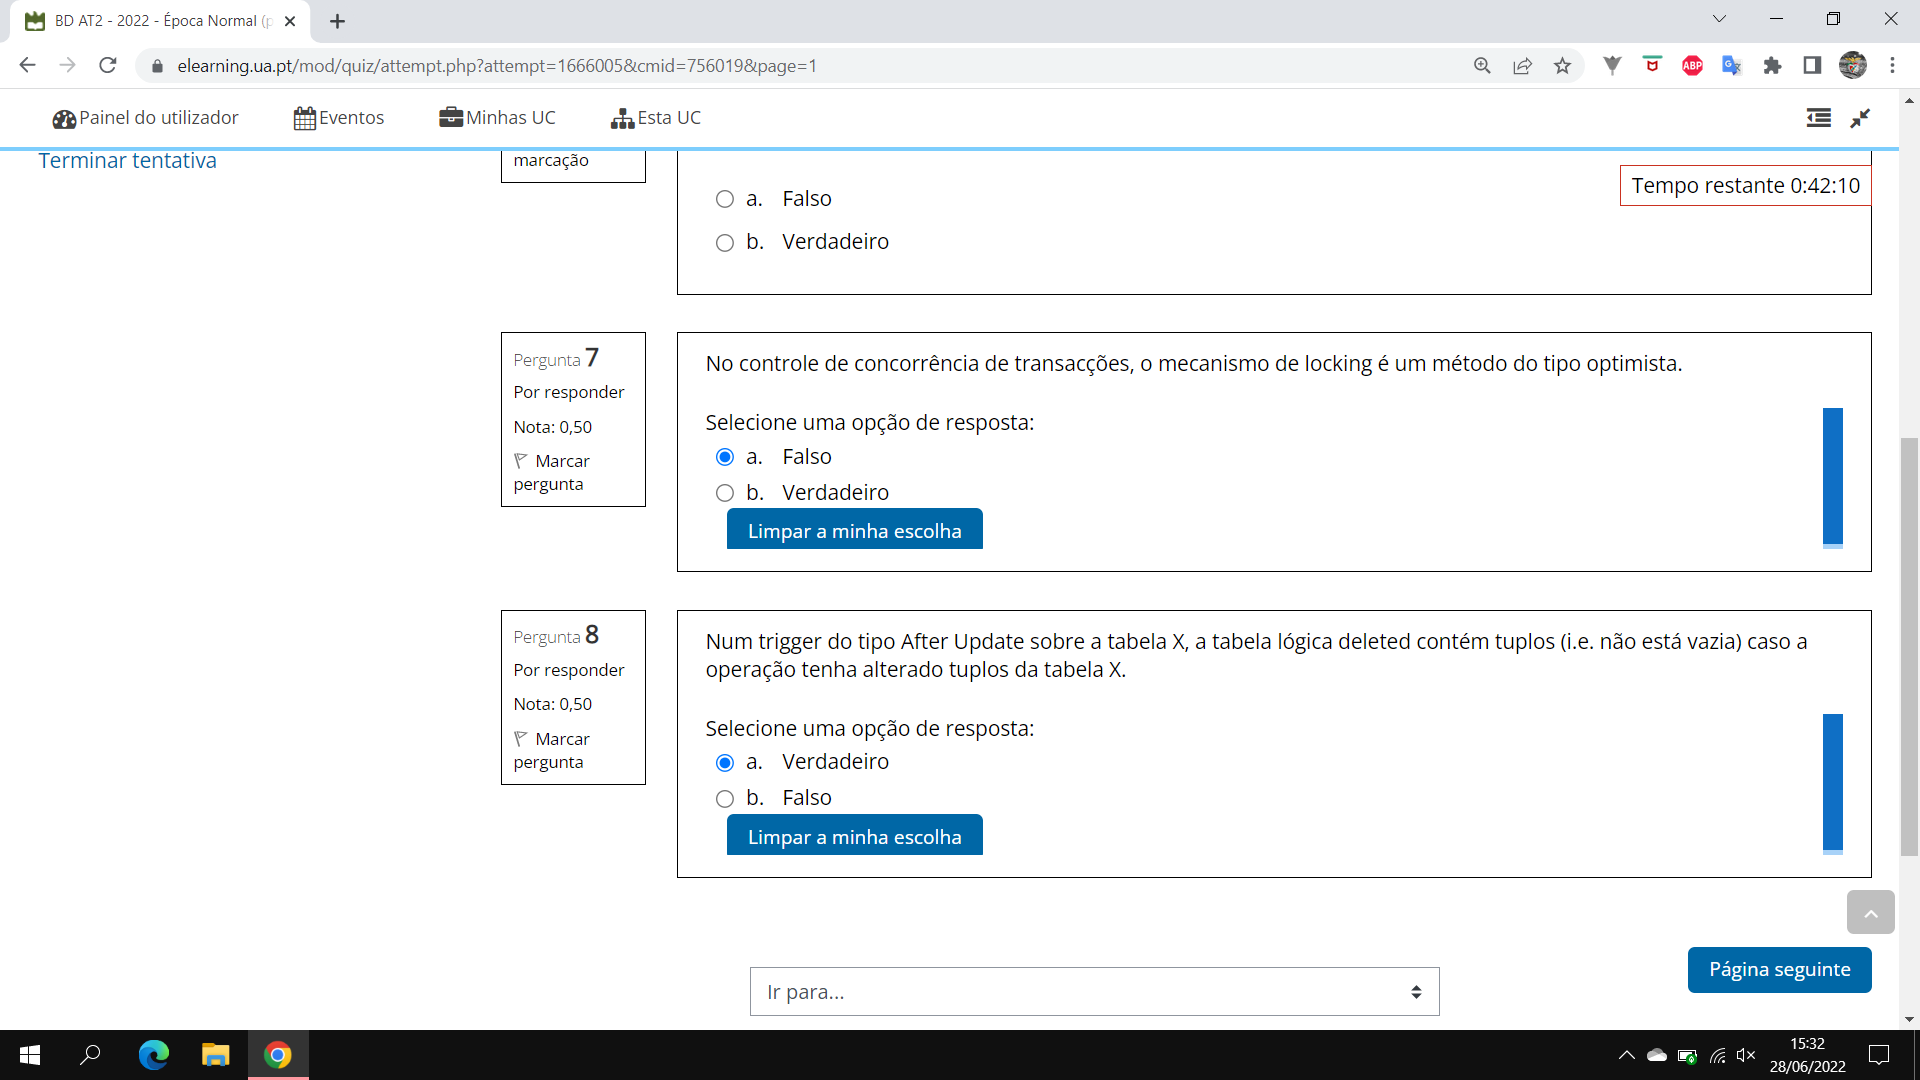 BD AT2 - 2022 - Época Normal (p
elearning.ua.pt/mod/quiz/attempt.php?attempt=1666005&cmid=756019&page=1
ABP
Painel do utilizador
Eventos
Minhas UC
Esta UC
Terminar tentativa
marcação
Tempo restante 0:42:10
a. Falso
b. Verdadeiro
Pergunta 7
Por responder
Nota: 0,50
Marcar
pergunta
No controle de concorrência de transacções, o mecanismo de locking é um método do tipo optimista.
Selecione uma opção de resposta:
a. Falso
b. Verdadeiro
Limpar a minha escolha
Pergunta 8
Por responder
Nota: 0,50
Marcar
pergunta
Num trigger do tipo After Update sobre a tabela X, a tabela lógica deleted contém tuplos (i.e. não está vazia) caso a
operação tenha alterado tuplos da tabela X.
Selecione uma opção de resposta:
a. Verdadeiro
b. Falso
Limpar a minha escolha
Página seguinte
Ir para...
15:32
28/06/2022